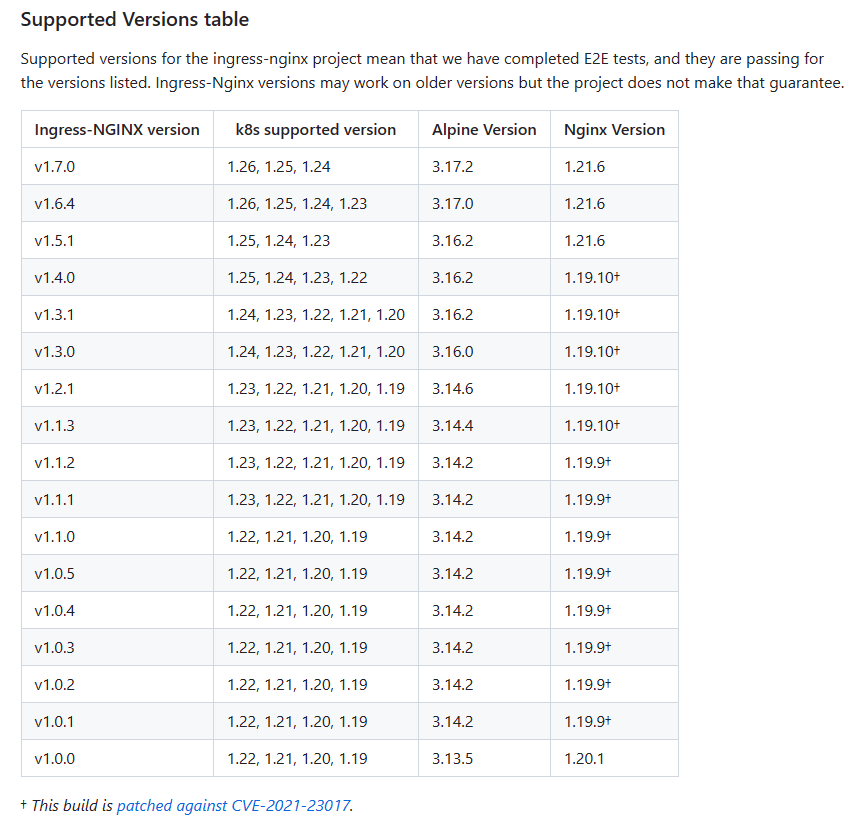 Supported Versions table
Supported versions for the ingress-nginx project mean that we have completed E2E tests, and they are passing for
the versions listed. Ingress-Nginx versions may work on older versions but the project does not make that guarantee.
Ingress-NGINX version k8s supported version Alpine Version Nginx Version
v1.7.0 1.26, 1.25, 1.24 3.17.2 1.21.6
v1.6.4 1.26, 1.25, 1.24, 1.23 3.17.0 1.21.6
v1.5.1 1.25, 1.24, 1.23 3.16.2 1.21.6
v1.4.0 1.25, 1.24, 1.23, 1.22 3.16.2 1.19.10†
v1.3.1 1.24, 1.23, 1.22, 1.21, 1.20 3.16.2 1.19.10†
v1.3.0 1.24, 1.23, 1.22, 1.21, 1.20 3.16.0 1.19.10†
v1.2.1 1.23, 1.22, 1.21, 1.20, 1.19 3.14.6 1.19.10†
v1.1.3 1.23, 1.22, 1.21, 1.20, 1.19 3.14.4 1.19.10†
v1.1.2 1.23, 1.22, 1.21, 1.20, 1.19 3.14.2 1.19.9†
v1.1.1 1.23, 1.22, 1.21, 1.20, 1.19 3.14.2 1.19.9†
v1.1.0 1.22, 1.21, 1.20, 1.19 3.14.2 1.19.9†
v1.0.5 1.22, 1.21, 1.20, 1.19 3.14.2 1.19.9†
v1.0.4 1.22, 1.21, 1.20, 1.19 3.14.2 1.19.9†
v1.0.3 1.22, 1.21, 1.20, 1.19 3.14.2 1.19.9†
v1.0.2 1.22, 1.21, 1.20, 1.19 3.14.2 1.19.9†
v1.0.1 1.22, 1.21, 1.20, 1.19 3.14.2 1.19.9†
v1.0.0 1.22, 1.21, 1.20, 1.19 3.13.5 1.20.1
† This build is patched against CVE-2021-23017.